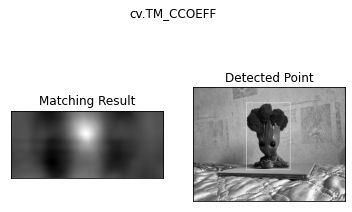 cv.TM_CCOEFF
Matching Result
Detected Point